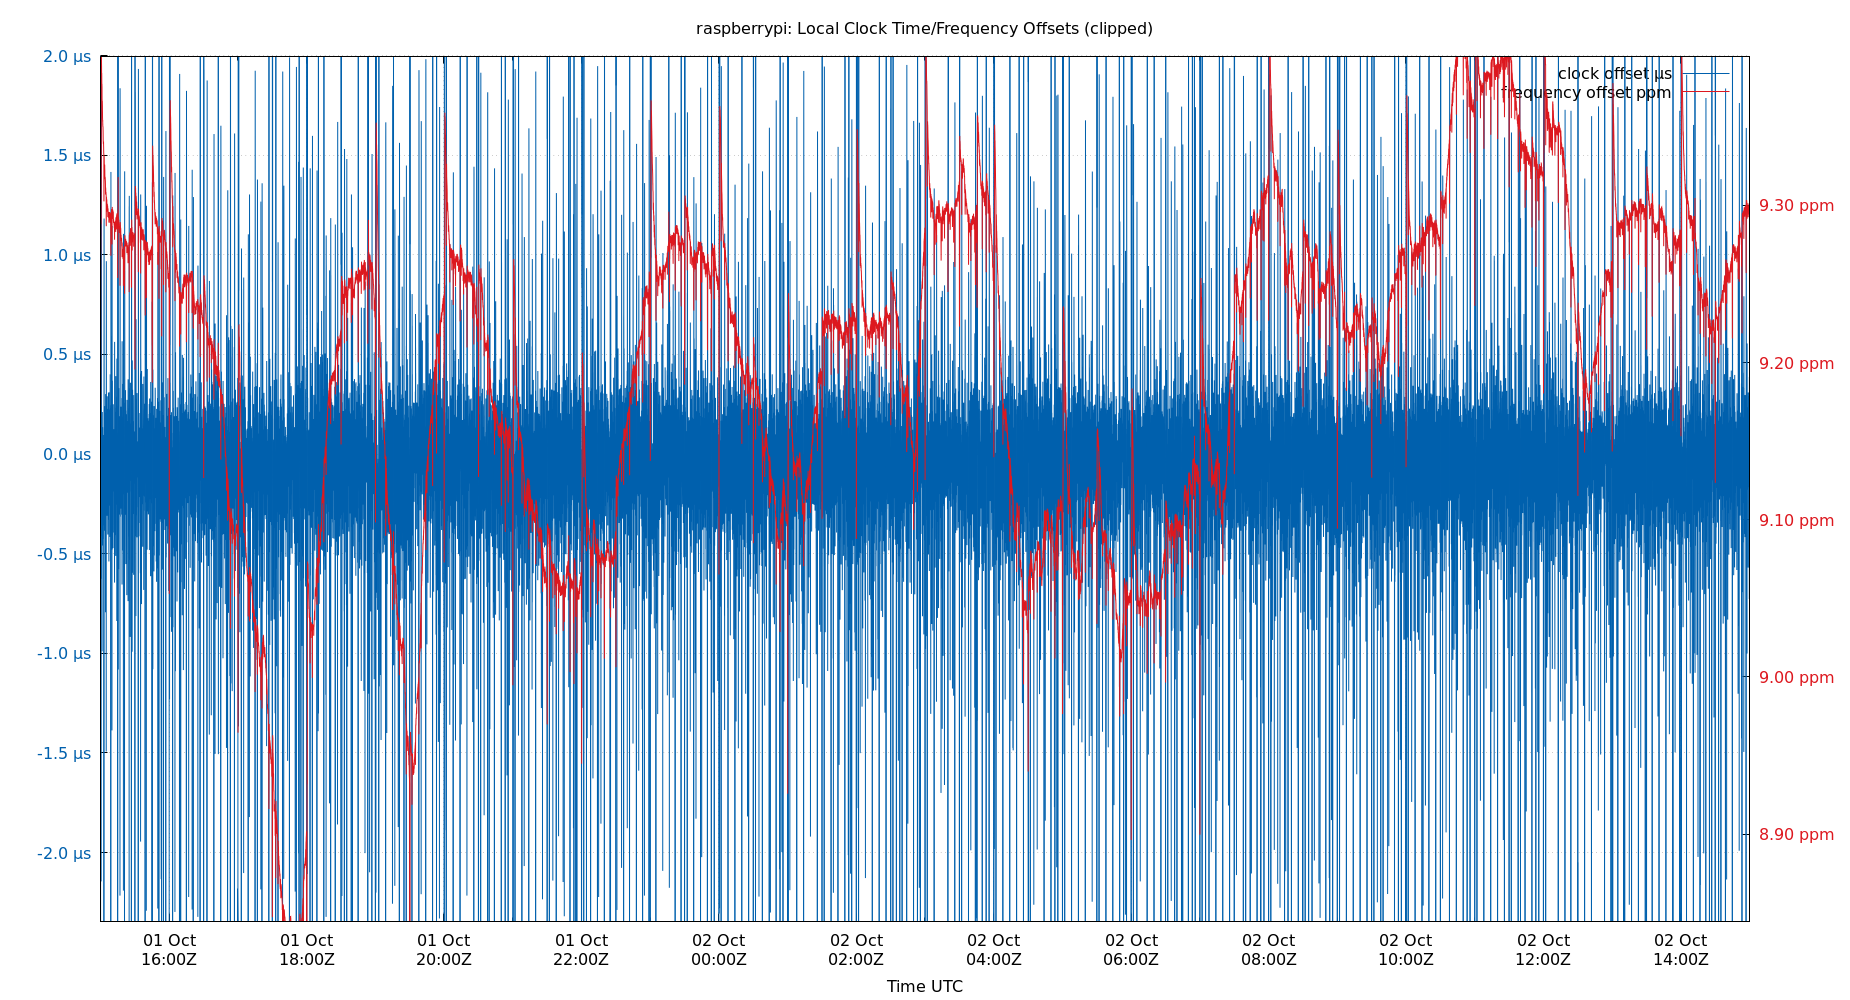 raspberrypi: Local Clock Time/Frequency Offsets (clipped)
2.0 µs
1.5 µs
1.0 µs
0.5 µs
0.0 µs
-0.5 µs
-1.0 µs
-1.5 µs
-2.0 µs
clock offset µs
frequency offset ppm
9.30 ppm
9.20 ppm
9.10 ppm
9.00 ppm
8.90 ppm
01 Oct 01 Oct 01 Oct 01 Oct 02 Oct 02 Oct 02 Oct 02 Oct 02 Oct 02 Oct 02 Oct 02 Oct
16:00Z 18:00Z 20:00Z 22:00Z 00:00Z 02:00Z 04:00Z 06:00Z 08:00Z 10:00Z 12:00Z 14:00Z
Time UTC